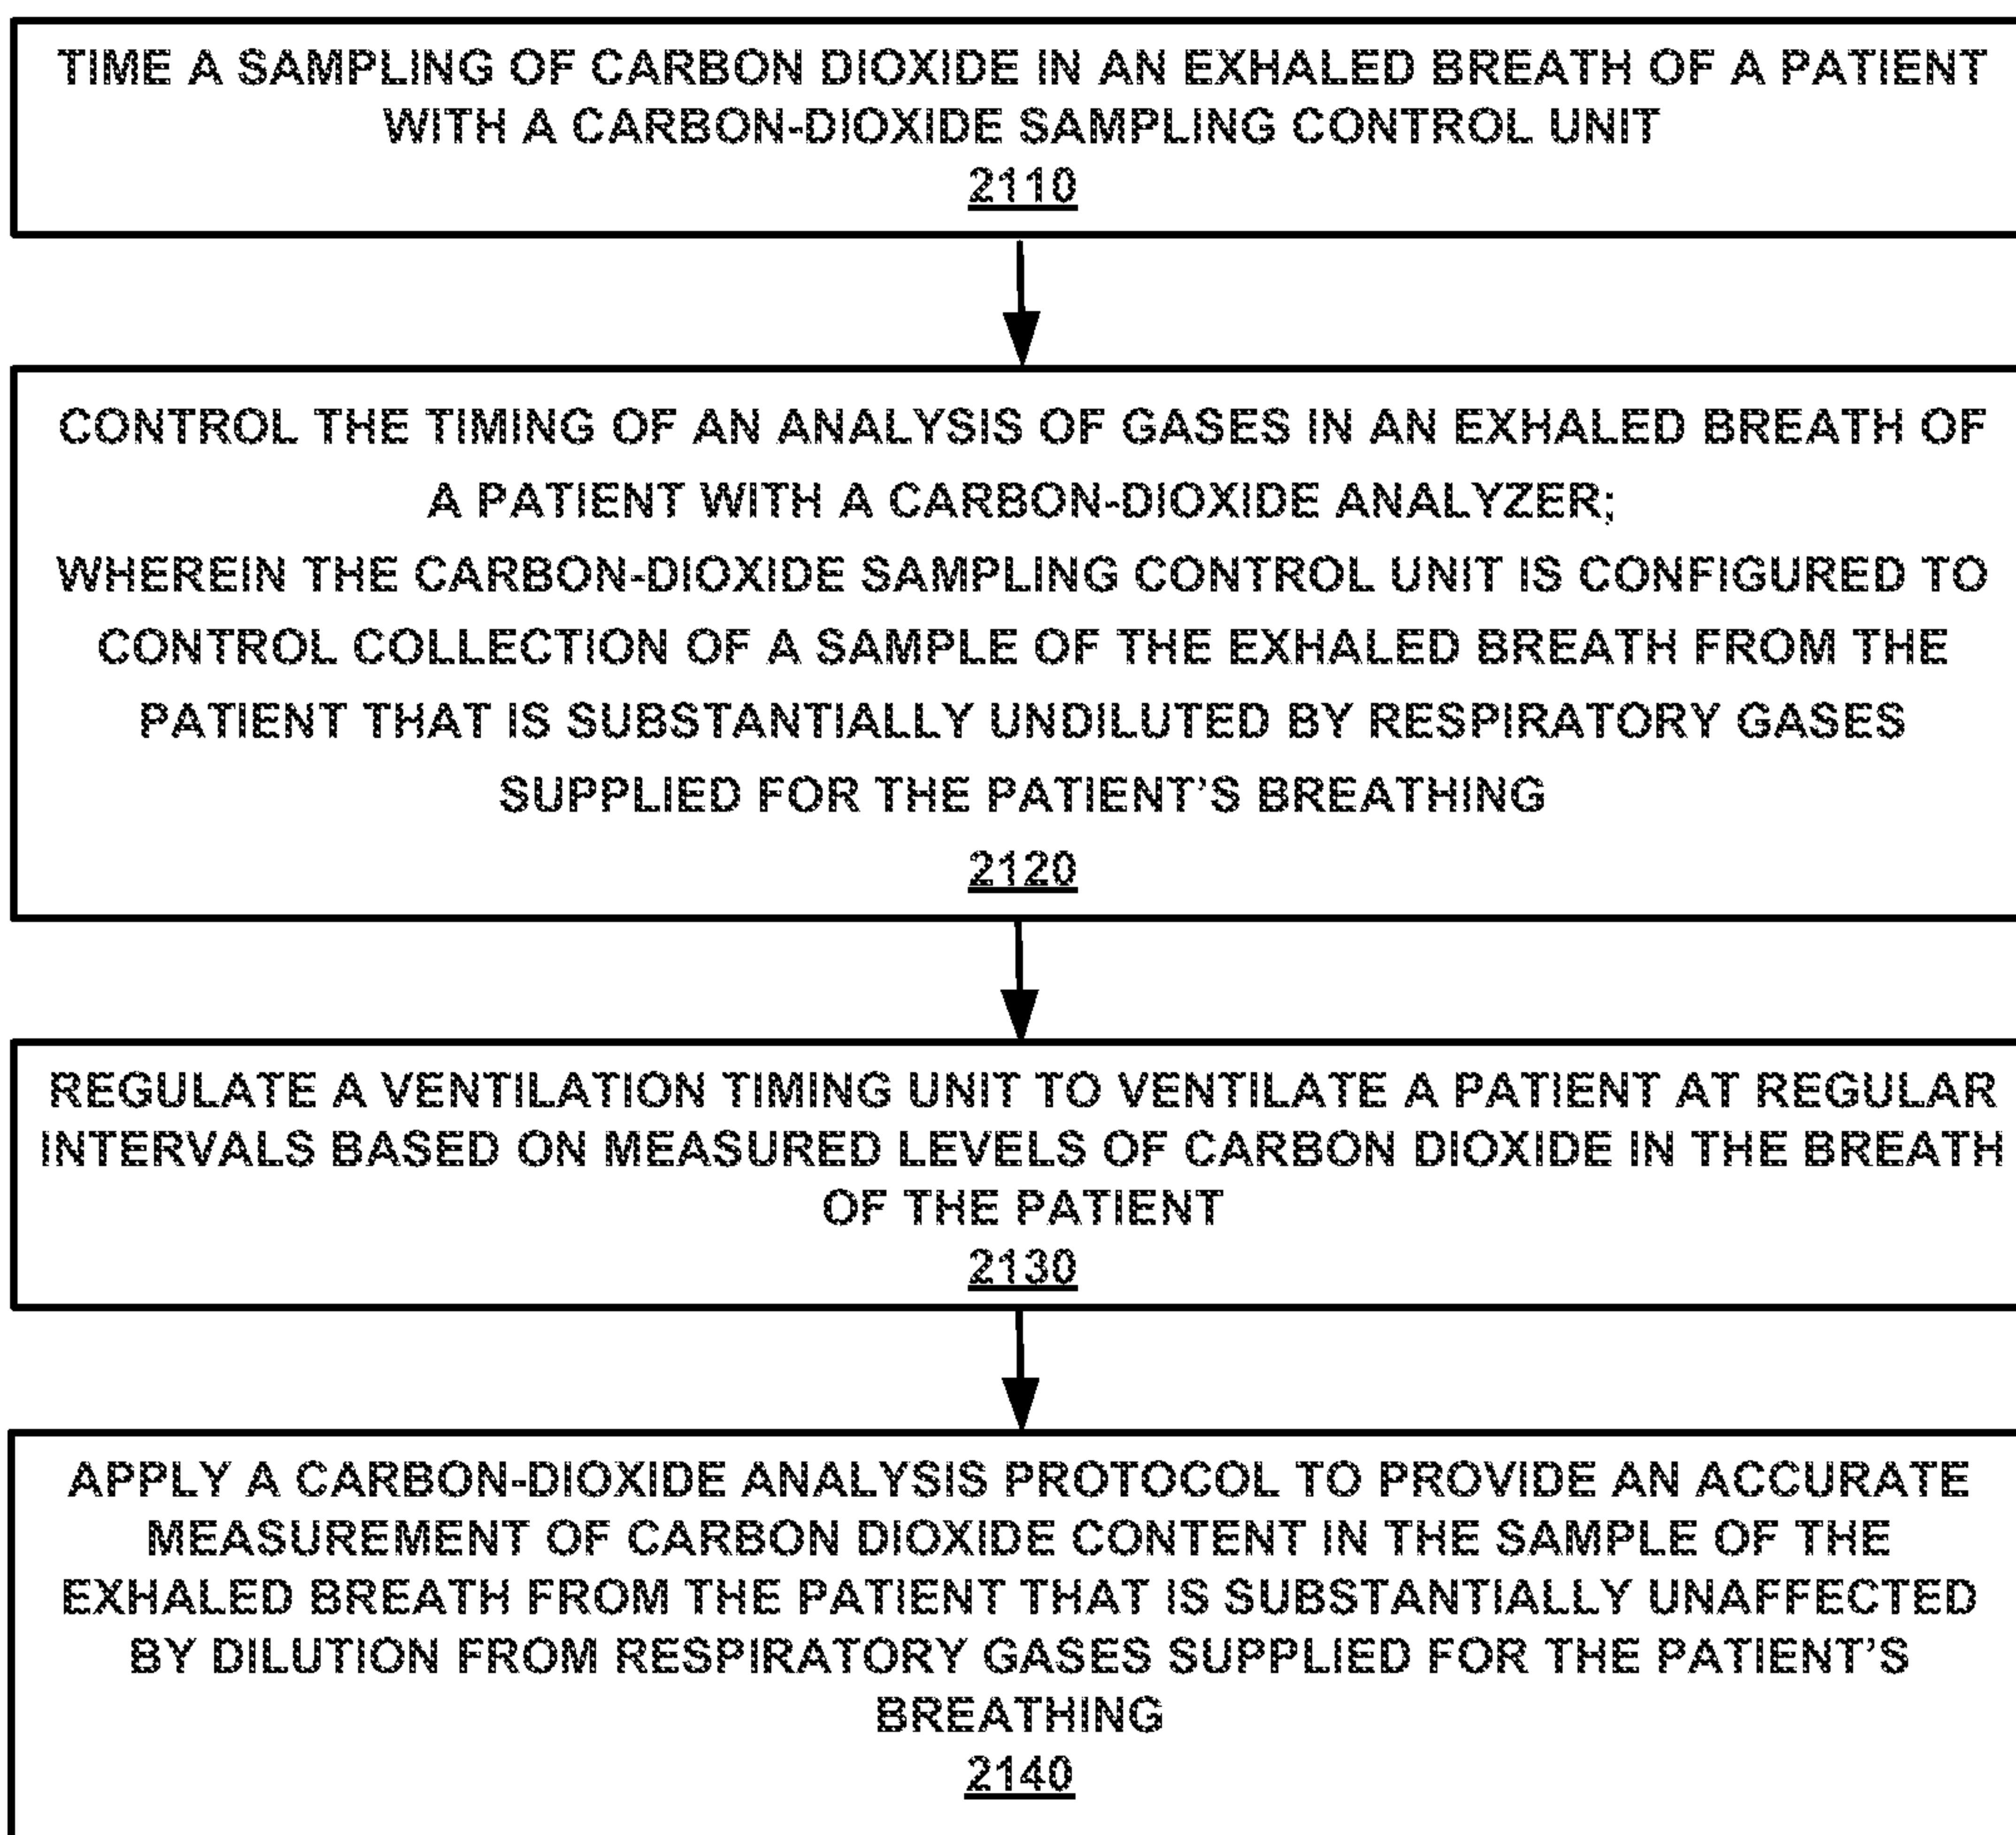 TIME A SAMPLING OF CARBON DIOXIDE IN AN EXHALED BREATH OF A PATIENT
WITH A CARBON-DIOXIDE SAMPLING CONTROL UNIT
2110
CONTROL THE TIMING OF AN ANALYSIS OF GASES IN AN EXHALED BREATH OF
A PATIENT WITH A CARBON-DIOXIDE ANALYZER;
WHEREIN THE CARBON-DIOXIDE SAMPLING CONTROL UNIT IS CONFIGURED TO
CONTROL COLLECTION OF A SAMPLE OF THE EXHALED BREATH FROM THE
PATIENT THAT IS SUBSTANTIALLY UNDILUTED BY RESPIRATORY GASES
SUPPLIED FOR THE PATIENT’S BREATHING
2120
REGULATE A VENTILATION TIMING UNIT TO VENTILATE A PATIENT AT REGULAR
INTERVALS BASED ON MEASURED LEVELS OF CARBON DIOXIDE IN THE BREATH
OF THE PATIENT
2130
APPLY A CARBON-DIOXIDE ANALYSIS PROTOCOL TO PROVIDE AN ACCURATE
MEASUREMENT OF CARBON DIOXIDE CONTENT IN THE SAMPLE OF THE
EXHALED BREATH FROM THE PATIENT THAT IS SUBSTANTIALLY UNAFFECTED
BY DILUTION FROM RESPIRATORY GASES SUPPLIED FOR THE PATIENT’S
BREATHING
2140